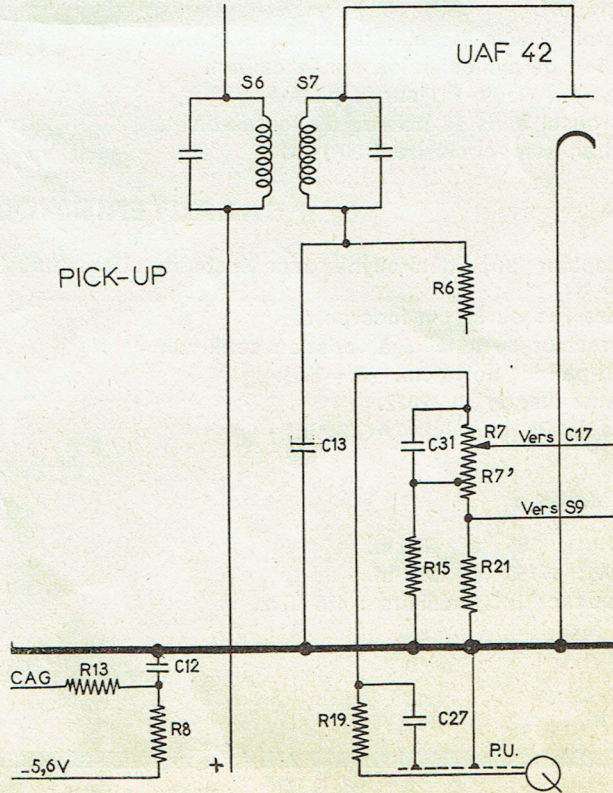 UAF 42
S6 S7
PICK-UP
R6
C13
C31
R7
Vers C17
R7'
Vers S9
R15
R21
C12
R13
CAG
R8
R19.
C27
P.U.
-5,6V
+